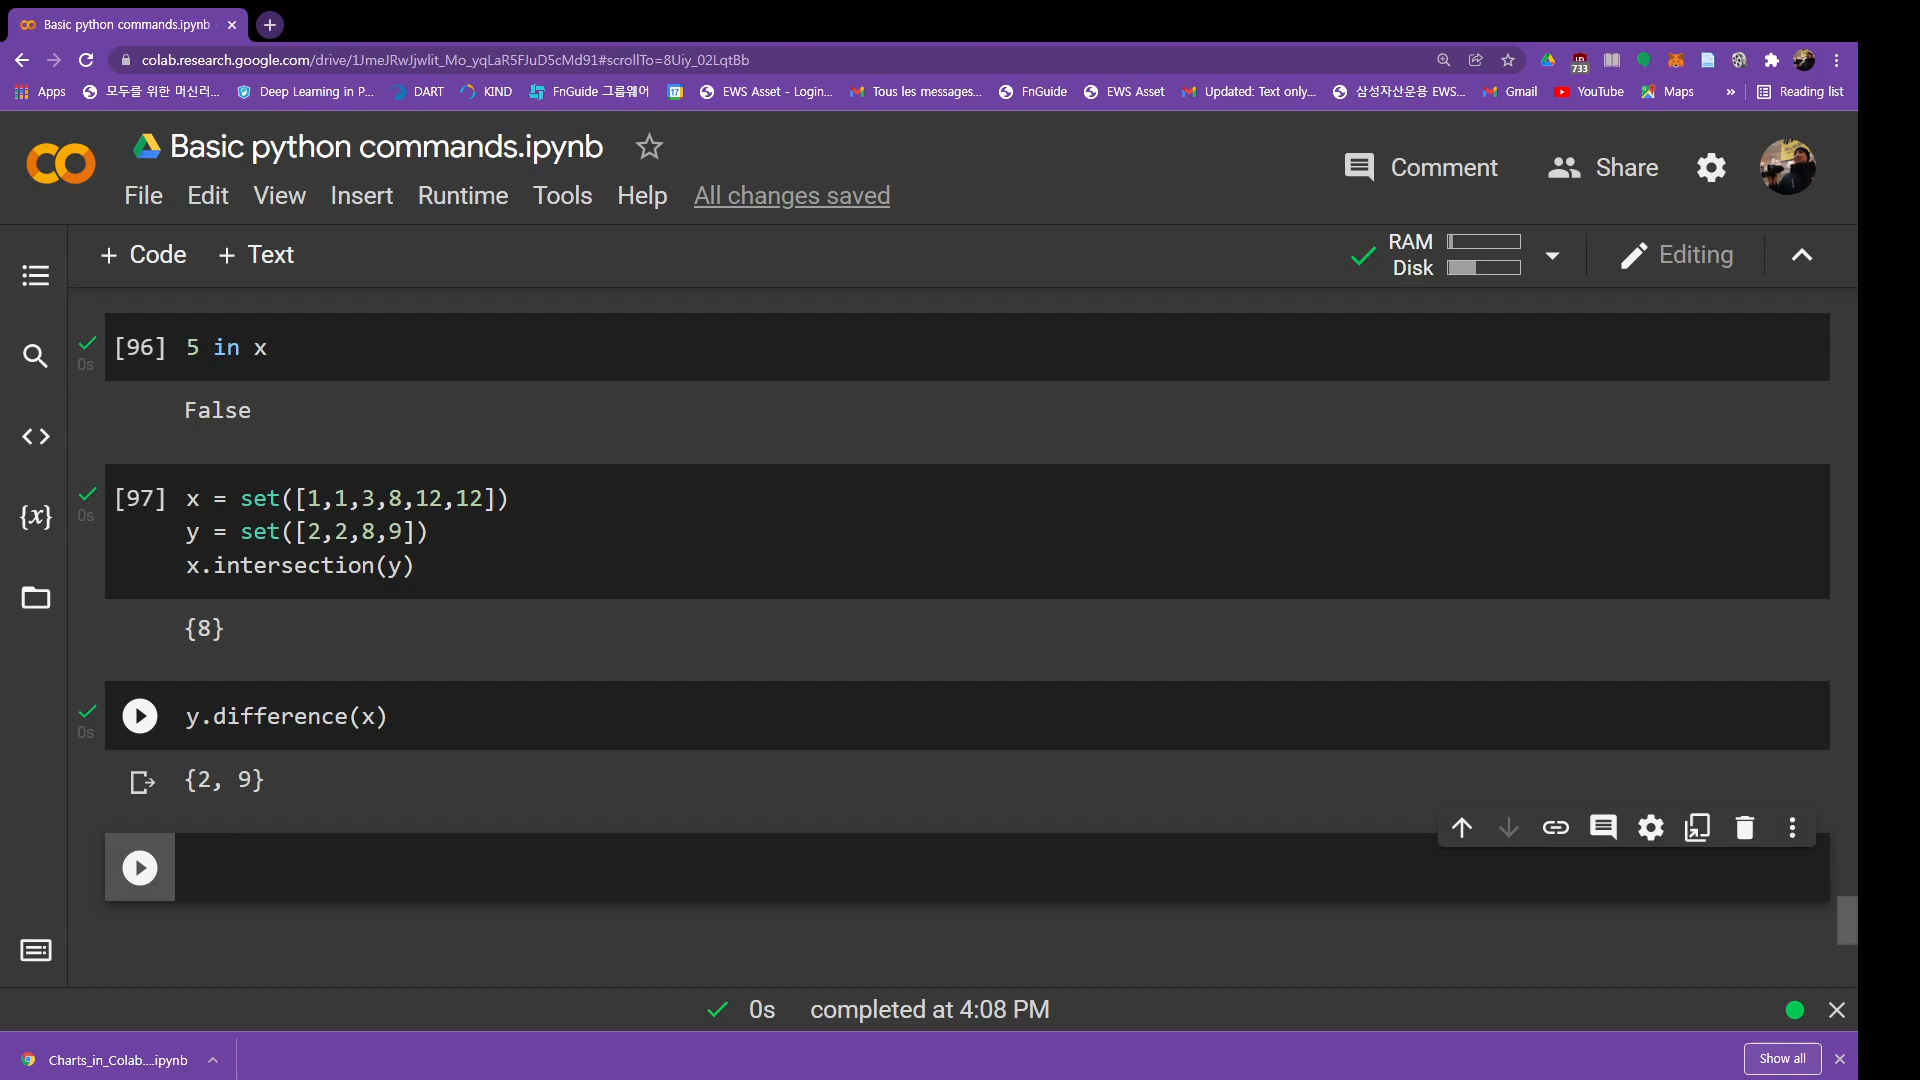 Basic python commands.ipynb
colab.research.google.com/drive/1JmeJRwJjwlit_Mo_yqLaR5FJuD5cMd91#scrollTo=8Uiy_02LqtBb
733
Apps 모두를 위한 머신러... Deep Learning in P... DART KIND FnGuide 그룹웨어 17 EWS Asset - Login... Tous les messages... FnGuide EWS Asset Updated: Text only... 삼성자산운용 EWS... Gmail YouTube Maps » Reading list
Basic python commands.ipynb
Comment Share
File Edit View Insert Runtime Tools Help All changes saved
+ Code + Text
RAM
Disk
Editing
[96] 5 in x
0s
False
[97] x = set([1,1,3,8,12,12])
0s
y = set([2,2,8,9])
x.intersection(y)
{8}
y.difference(x)
0s
{2, 9}
0s completed at 4:08 PM
Charts_in_Colab....ipynb
Show all